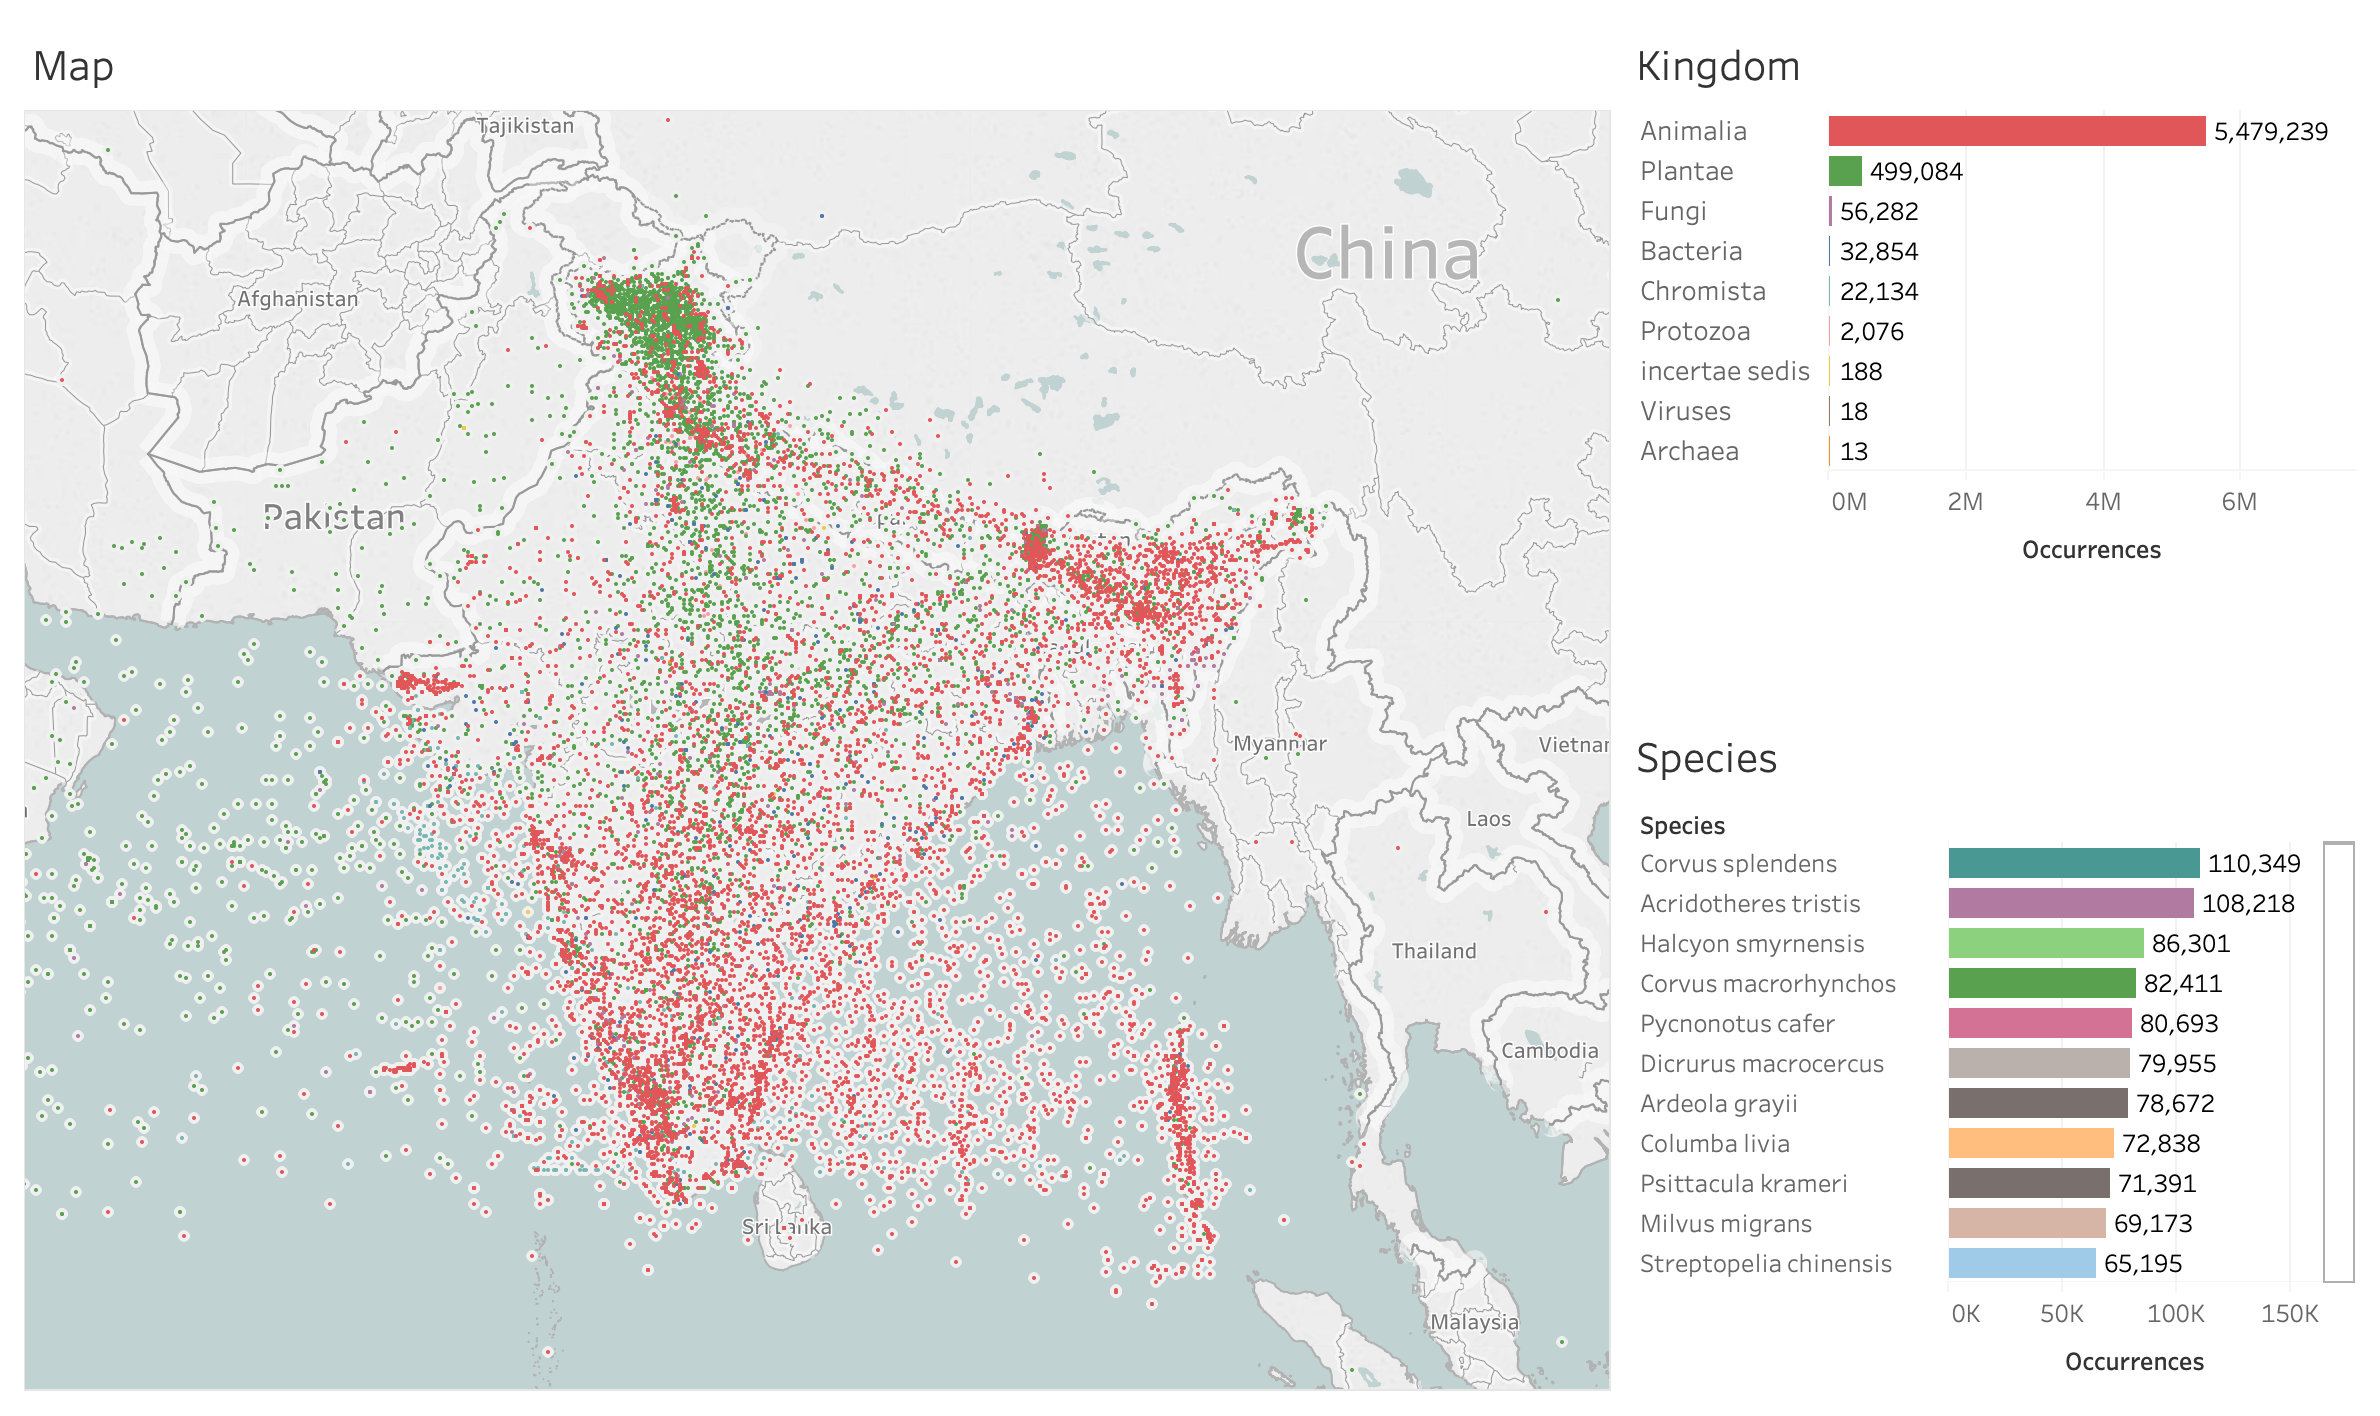 Map
Tajikistan
China
Afghanistan
Pakistan
Myanmar
Laos
Thailand
Cambodia
Sri Lanka
Malaysia
Kingdom
Animalia 5,479,239
Plantae 499,084
Fungi 56,282
Bacteria 32,854
Chromista 22,134
Protozoa 2,076
incertae sedis 188
Viruses 18
Archaea 13
0M 2M 4M 6M
Occurrences
Species
Species
Corvus splendens 110,349
Acridotheres tristis 108,218
Halcyon smyrnensis 86,301
Corvus macrorhynchos 82,411
Pycnonotus cafer 80,693
Dicrurus macrocercus 79,955
Ardeola grayii 78,672
Columba livia 72,838
Psittacula krameri 71,391
Milvus migrans 69,173
Streptopelia chinensis 65,195
0K 50K 100K 150K
Occurrences